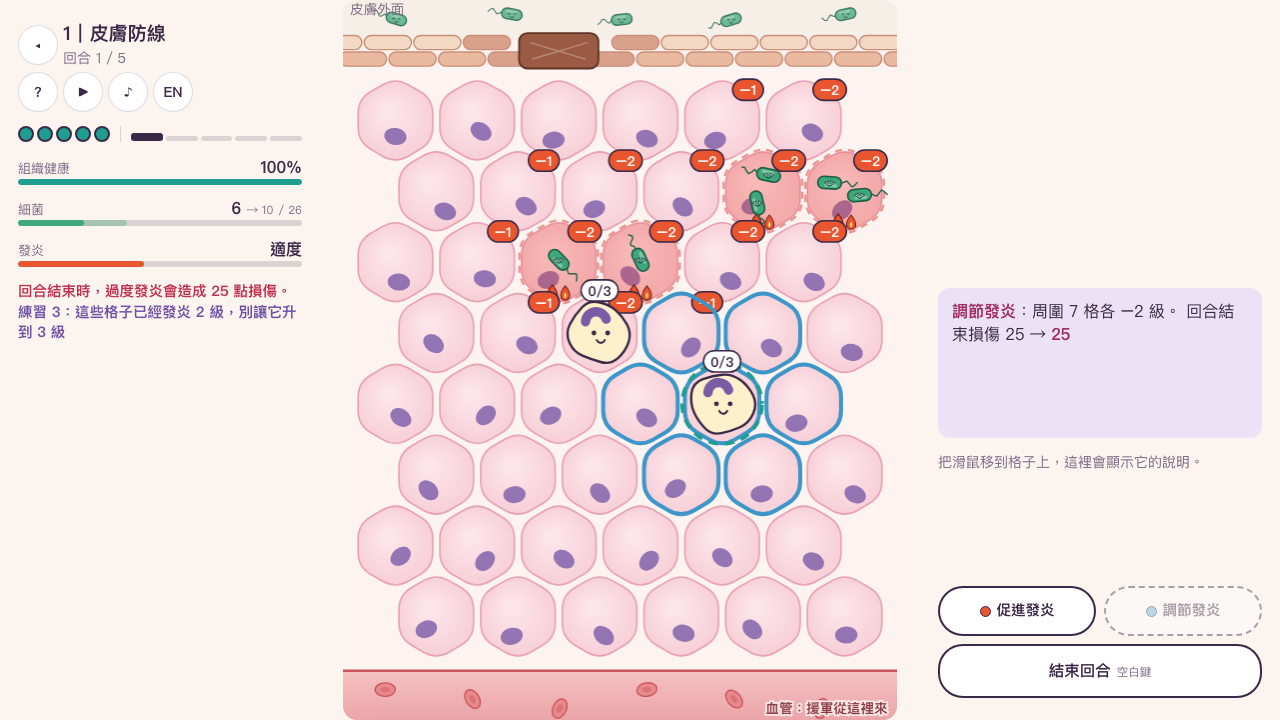 1｜皮膚防線
回合 1 / 5
?
♪
EN
組織健康 100%
細菌 6 → 10 / 26
發炎 適度
回合結束時，過度發炎會造成 25 點損傷。
練習 3：這些格子已經發炎 2 級，別讓它升
到 3 級
皮膚外面
−1
−2
−1
−2
−2
−2
−2
−1
−2
−2
−2
−2
0/3
−1
−2
−1
0/3
血管：援軍從這裡來
調節發炎：周圍 7 格各 −2 級。 回合結
束損傷 25 → 25
把滑鼠移到格子上，這裡會顯示它的說明。
促進發炎
調節發炎
結束回合 空白鍵